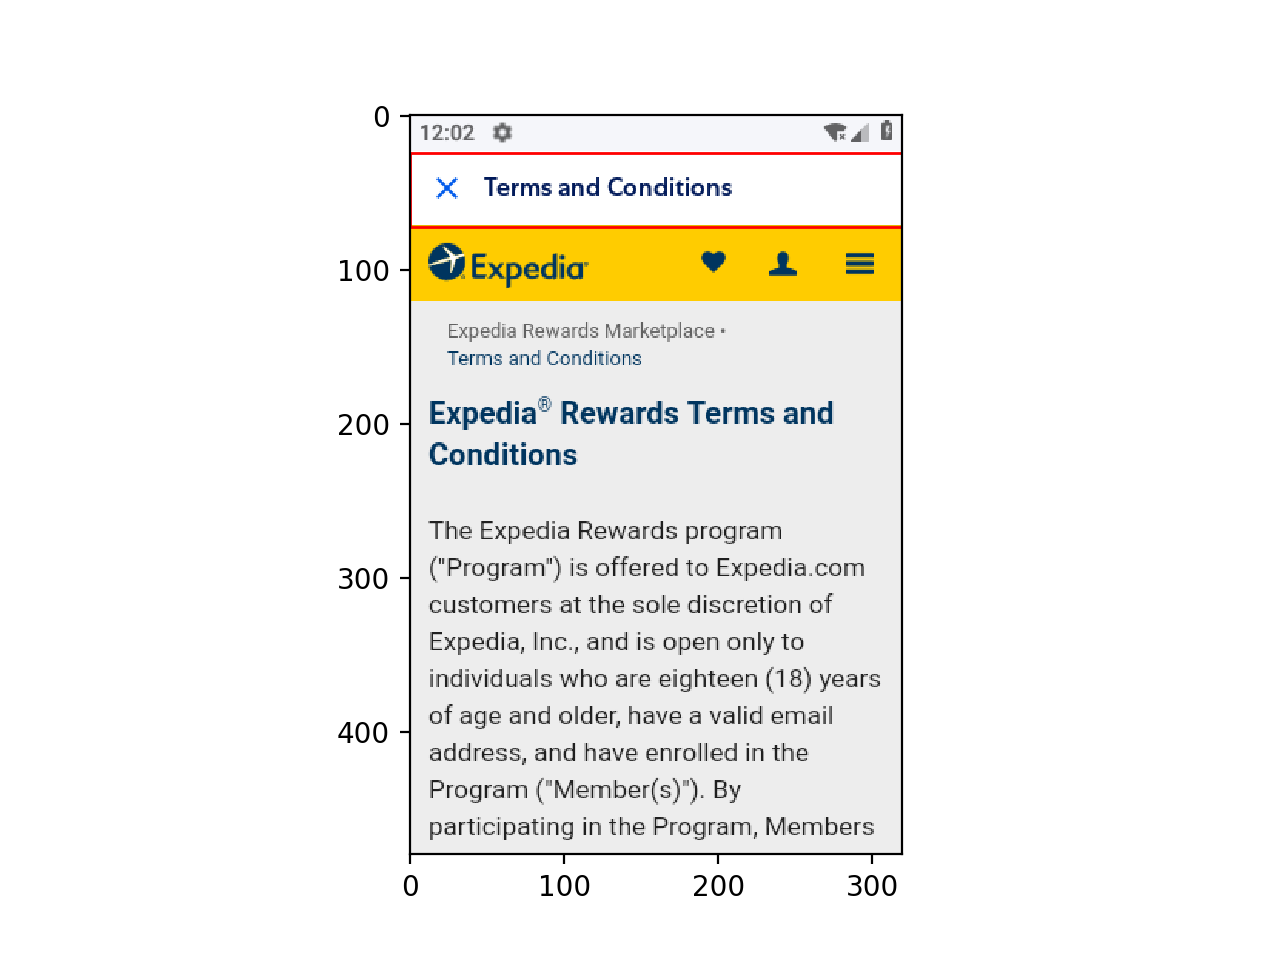 0
12:02
Terms and Conditions
100
Expedia
Expedia Rewards Marketplace •
Terms and Conditions
200
Expedia® Rewards Terms and
Conditions
The Expedia Rewards program
300
("Program") is offered to Expedia.com
customers at the sole discretion of
Expedia, Inc., and is open only to
individuals who are eighteen (18) years
of age and older, have a valid email
400
address, and have enrolled in the
Program ("Member(s)"). By
participating in the Program, Members
0 100 200 300